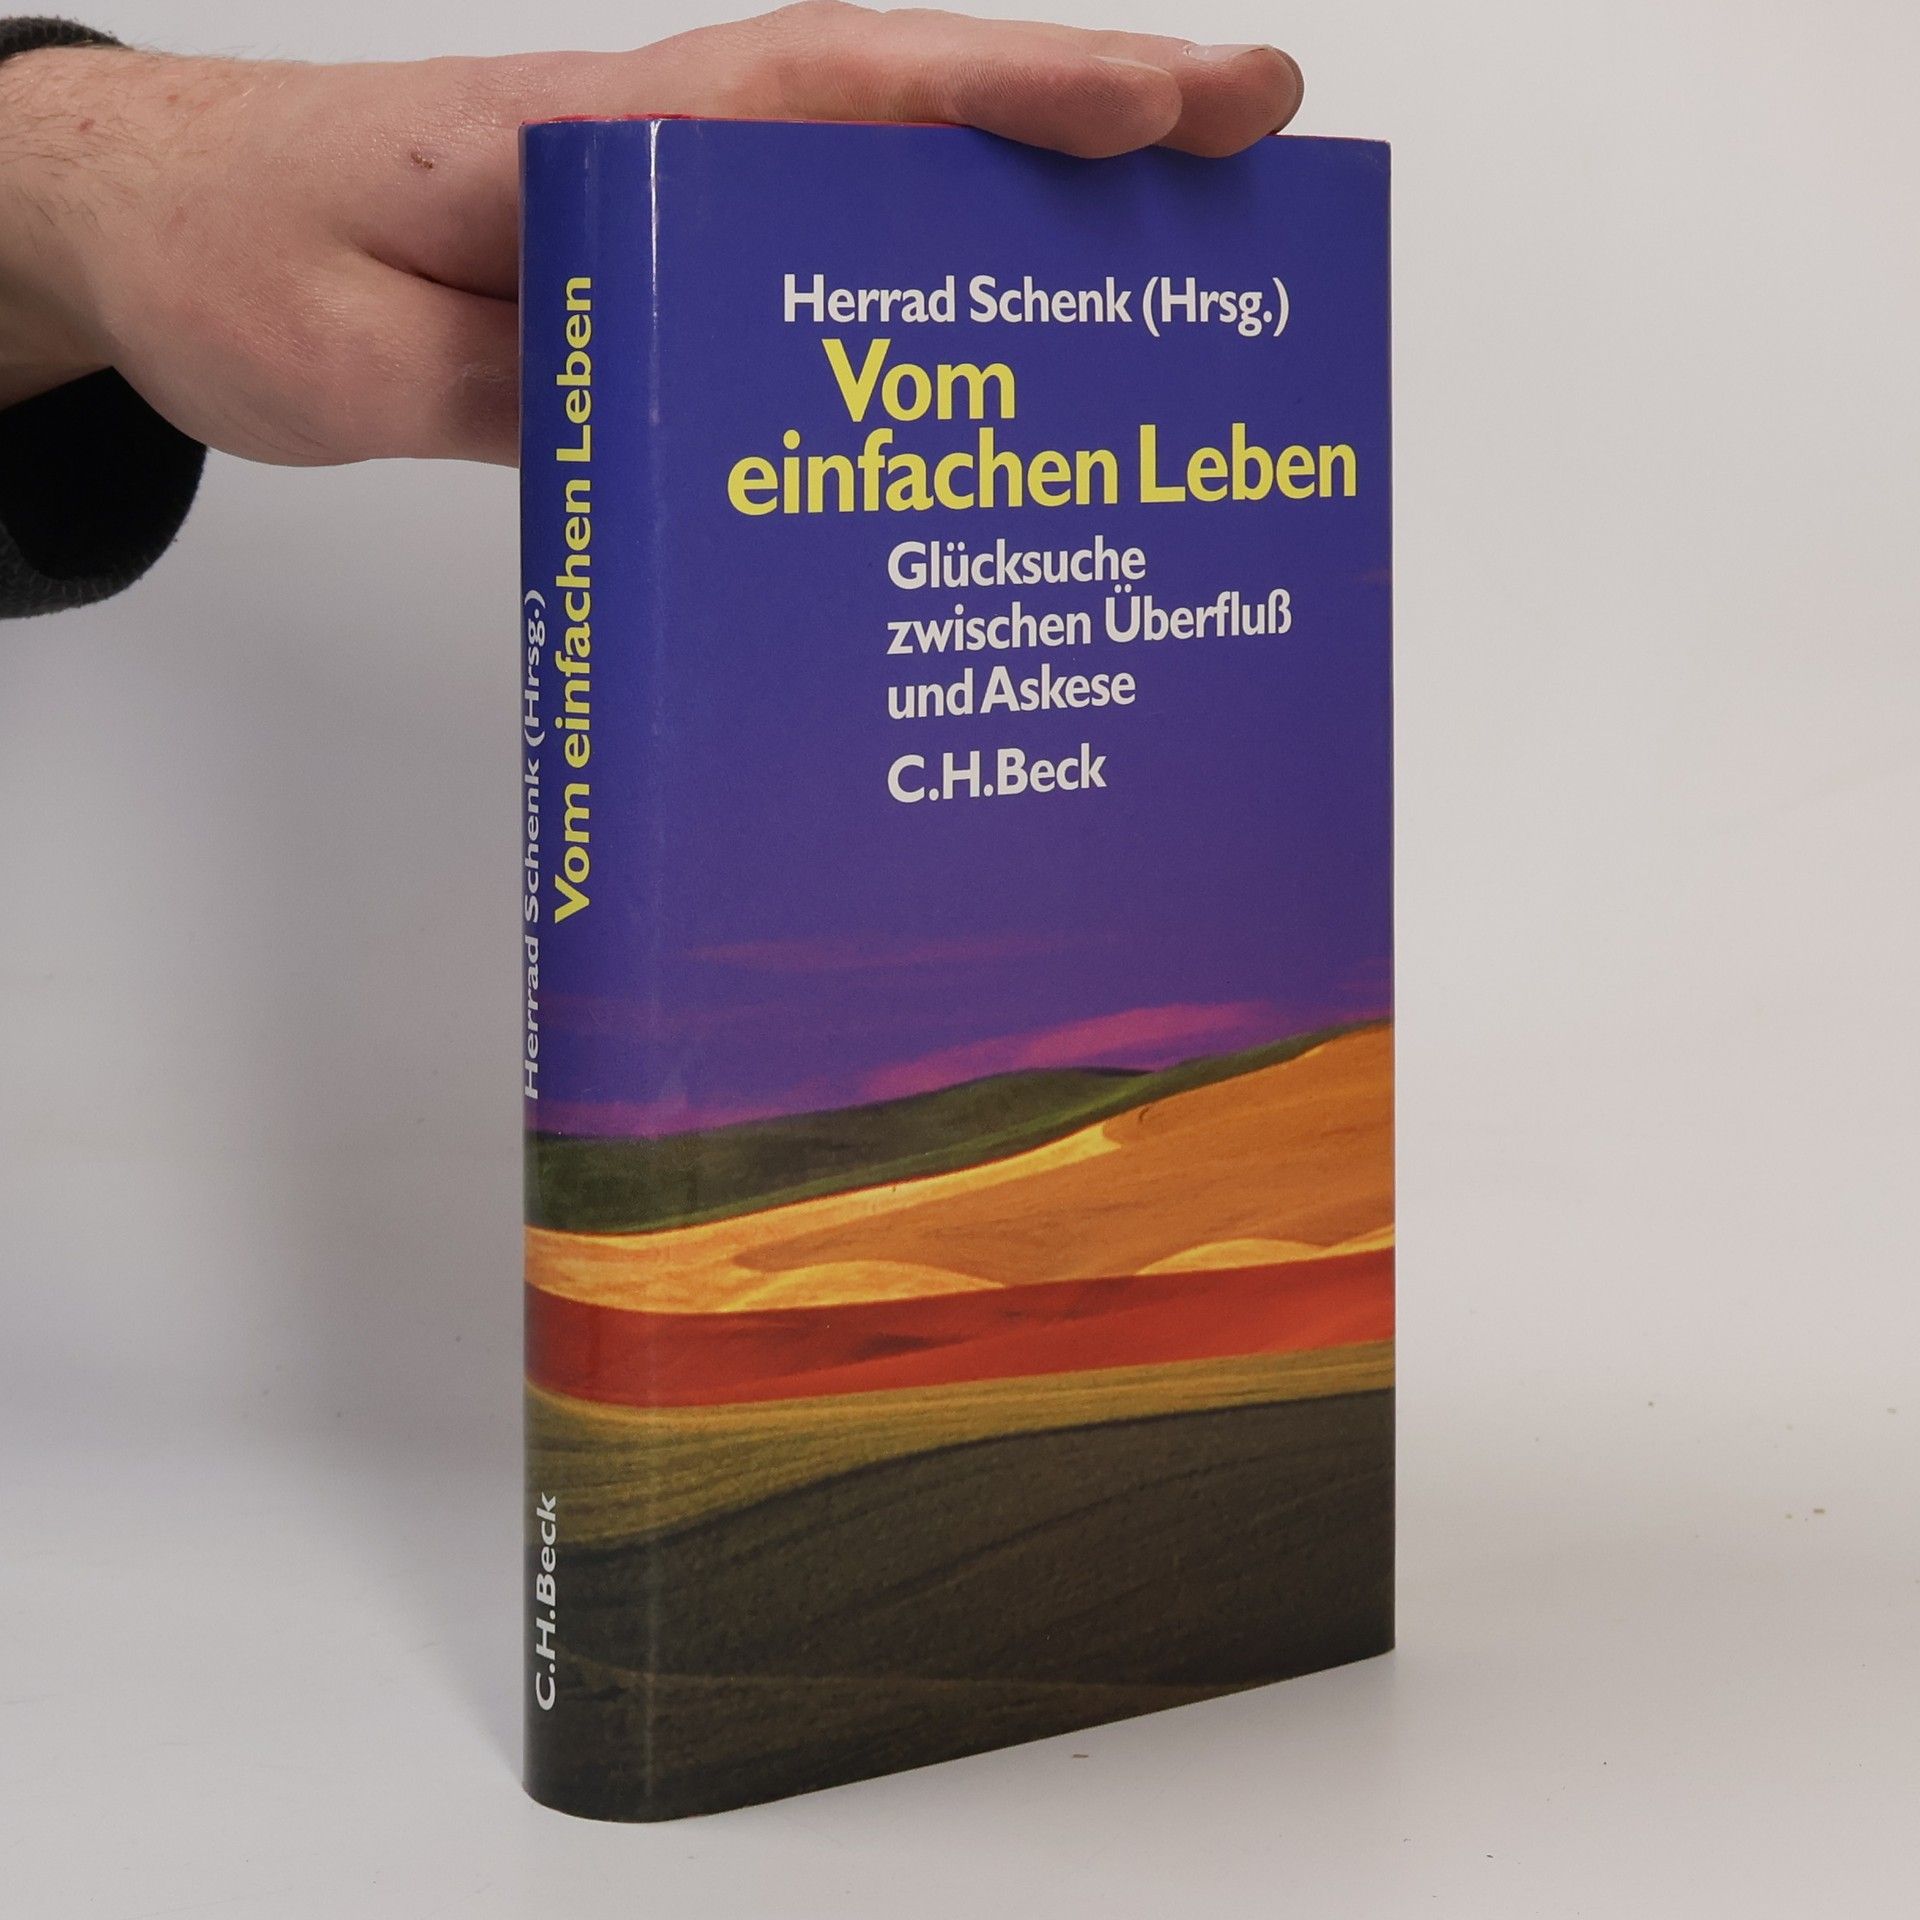 Herrad Schenk (Hrsg.)
Vom
einfachen Leben
Glücksuche
zwischen Überfluß
und Askese
C.H.Beck
Herrad Schenk (Hrsg.)
Vom einfachen Leben
C.H.Beck